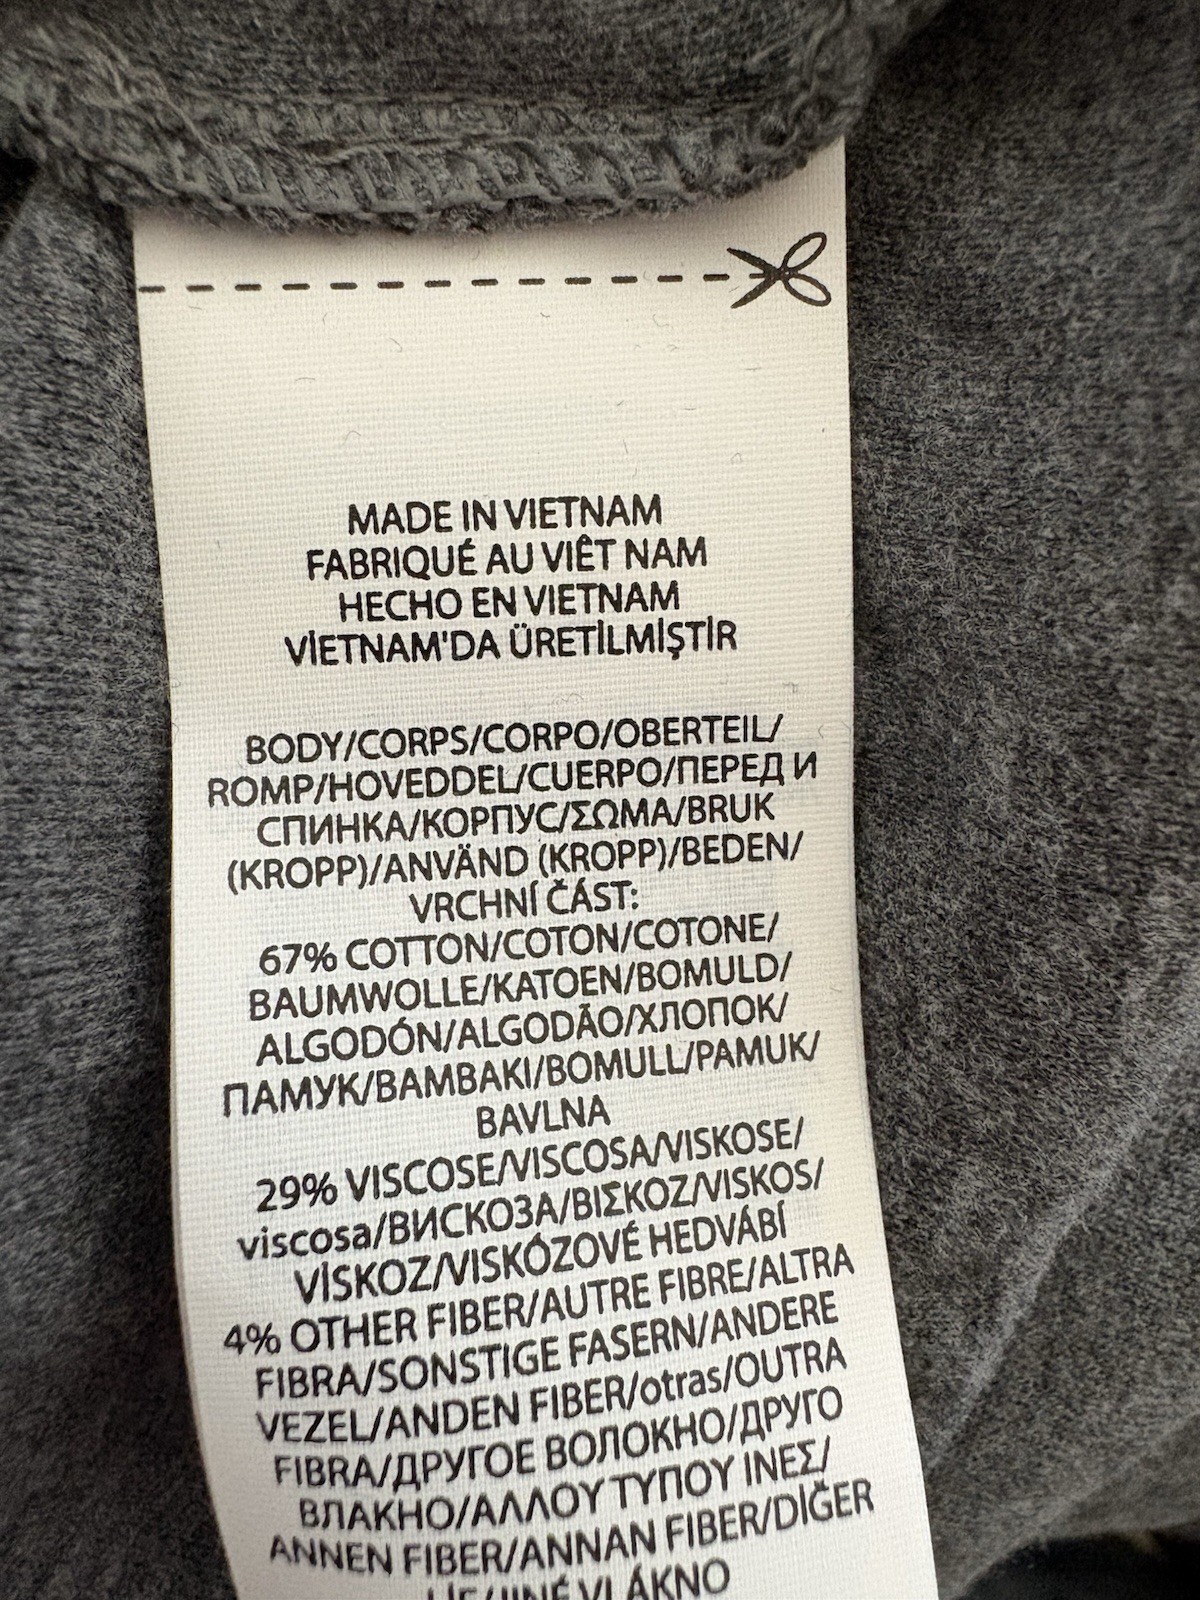 MADE IN VIETNAM
FABRIQUÉ AU VIÊT NAM
HECHO EN VIETNAM
VİETNAM'DA ÜRETİLMİŞTİR
BODY/CORPS/CORPO/OBERTEIL/
ROMP/HOVEDDEL/CUERPO/ПЕРЕД И
СПИНКА/КОРПУС/ΣΩΜΑ/BRUK
(KROPP)/ANVÄND (KROPP)/BEDEN/
VRCHNÍ ČÁST:
67% COTTON/COTON/COTONE/
BAUMWOLLE/KATOEN/BOMULD/
ALGODÓN/ALGODÃO/ХЛОПОК/
ПАМУК/BAMBAKI/BOMULL/PAMUK/
BAVLNA
29% VISCOSE/VISCOSA/VISKOSE/
viscosa/ВИСКОЗА/ΒΙΣΚΟΖ/VISKOS/
VİSKOZ/VISKÓZOVÉ HEDVÁBÍ
4% OTHER FIBER/AUTRE FIBRE/ALTRA
FIBRA/SONSTIGE FASERN/ANDERE
VEZEL/ANDEN FIBER/otras/OUTRA
FIBRA/ДРУГОЕ ВОЛОКНО/ДРУГО
ВЛАКНО/ΑΛΛΟΥ ΤΥΠΟΥ ΙΝΕΣ/
ANNEN FIBER/ANNAN FIBER/DİĞER
VLÁKNO